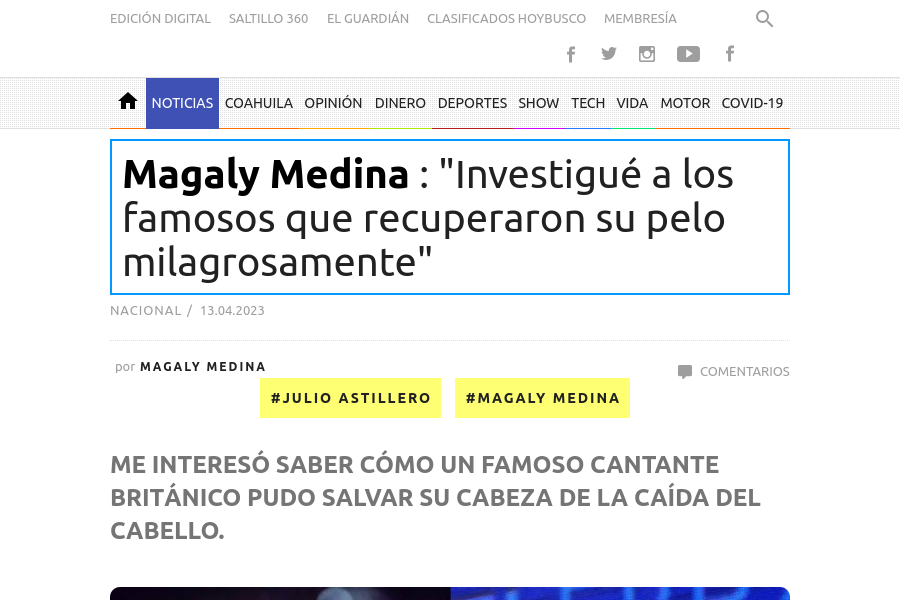 EDICIÓN DIGITAL SALTILLO 360 EL GUARDIÁN CLASIFICADOS HOYBUSCO MEMBRESÍA
NOTICIAS COAHUILA OPINIÓN DINERO DEPORTES SHOW TECH VIDA MOTOR COVID-19
Magaly Medina : "Investigué a los
famosos que recuperaron su pelo
milagrosamente"
NACIONAL / 13.04.2023
por MAGALY MEDINA
COMENTARIOS
#JULIO ASTILLERO #MAGALY MEDINA
ME INTERESÓ SABER CÓMO UN FAMOSO CANTANTE
BRITÁNICO PUDO SALVAR SU CABEZA DE LA CAÍDA DEL
CABELLO.